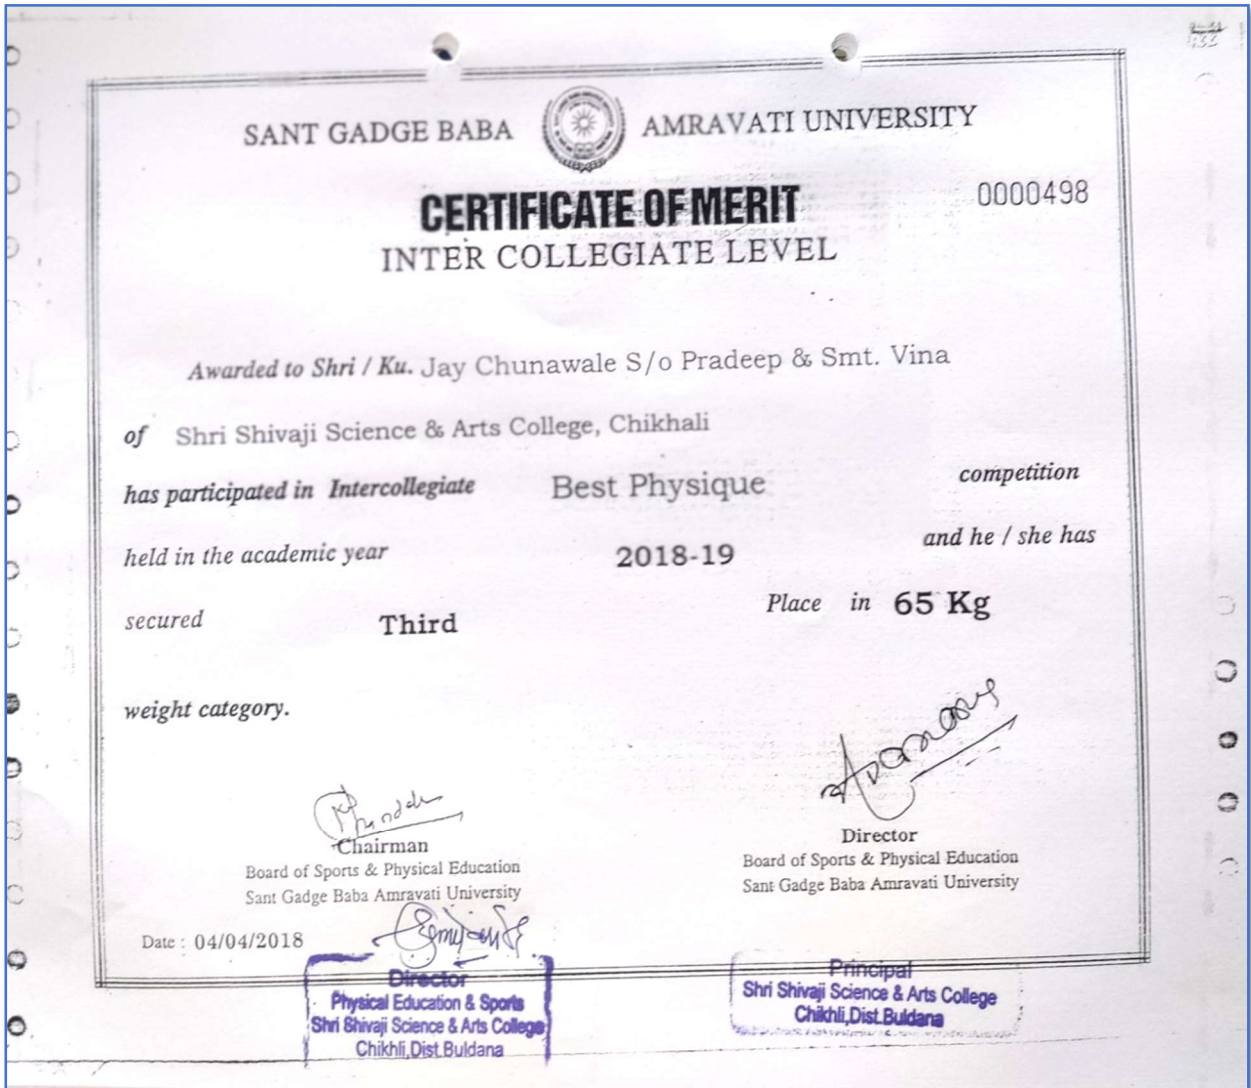 SANT GADGE BABA AMRAVATI UNIVERSITY
CERTIFICATE OF MERIT
0000498
INTER COLLEGIATE LEVEL
Awarded to Shri / Ku. Jay Chunawale S/o Pradeep & Smt. Vina
of Shri Shivaji Science & Arts College, Chikhali
has participated in Intercollegiate Best Physique competition
held in the academic year 2018-19 and he / she has
secured Third Place in 65 Kg
weight category.
Chairman
Board of Sports & Physical Education
Sant Gadge Baba Amravati University
Director
Board of Sports & Physical Education
Sant Gadge Baba Amravati University
Date : 04/04/2018
Director
Physical Education & Sports
Shri Shivaji Science & Arts College
Chikhli,Dist.Buldana
Principal
Shri Shivaji Science & Arts College
Chikhli,Dist.Buldana